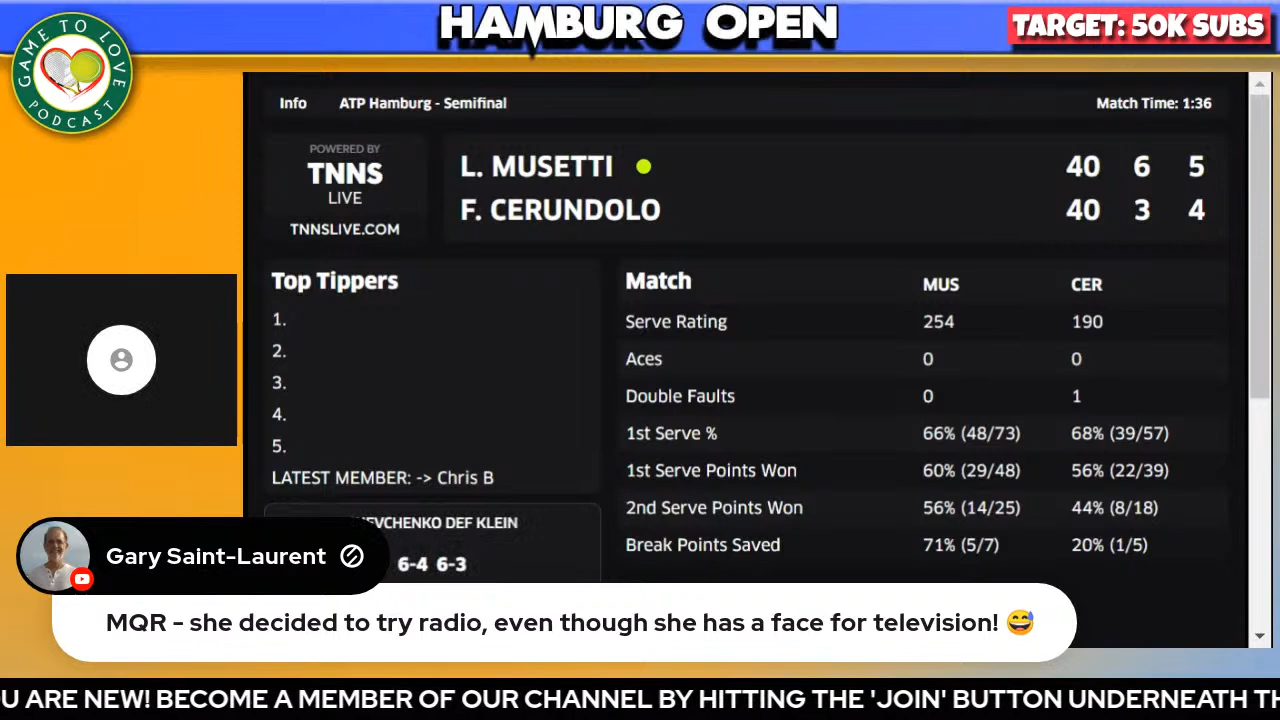 HAMBURG OPEN
TARGET: 50K SUBS
GAME TO LOVE
PODCAST
Info ATP Hamburg - Semifinal Match Time: 1:36
POWERED BY
TNNS
LIVE
TNNSLIVE.COM
L. MUSETTI 40 6 5
F. CERUNDOLO 40 3 4
Top Tippers
1.
2.
3.
4.
5.
LATEST MEMBER: -> Chris B
Match MUS CER
Serve Rating 254 190
Aces 0 0
Double Faults 0 1
1st Serve % 66% (48/73) 68% (39/57)
1st Serve Points Won 60% (29/48) 56% (22/39)
2nd Serve Points Won 56% (14/25) 44% (8/18)
Break Points Saved 71% (5/7) 20% (1/5)
DEF KLEIN
6-4 6-3
Gary Saint-Laurent
MQR - she decided to try radio, even though she has a face for television! 😅
ARE NEW! BECOME A MEMBER OF OUR CHANNEL BY HITTING THE 'JOIN' BUTTON UNDERNEATH